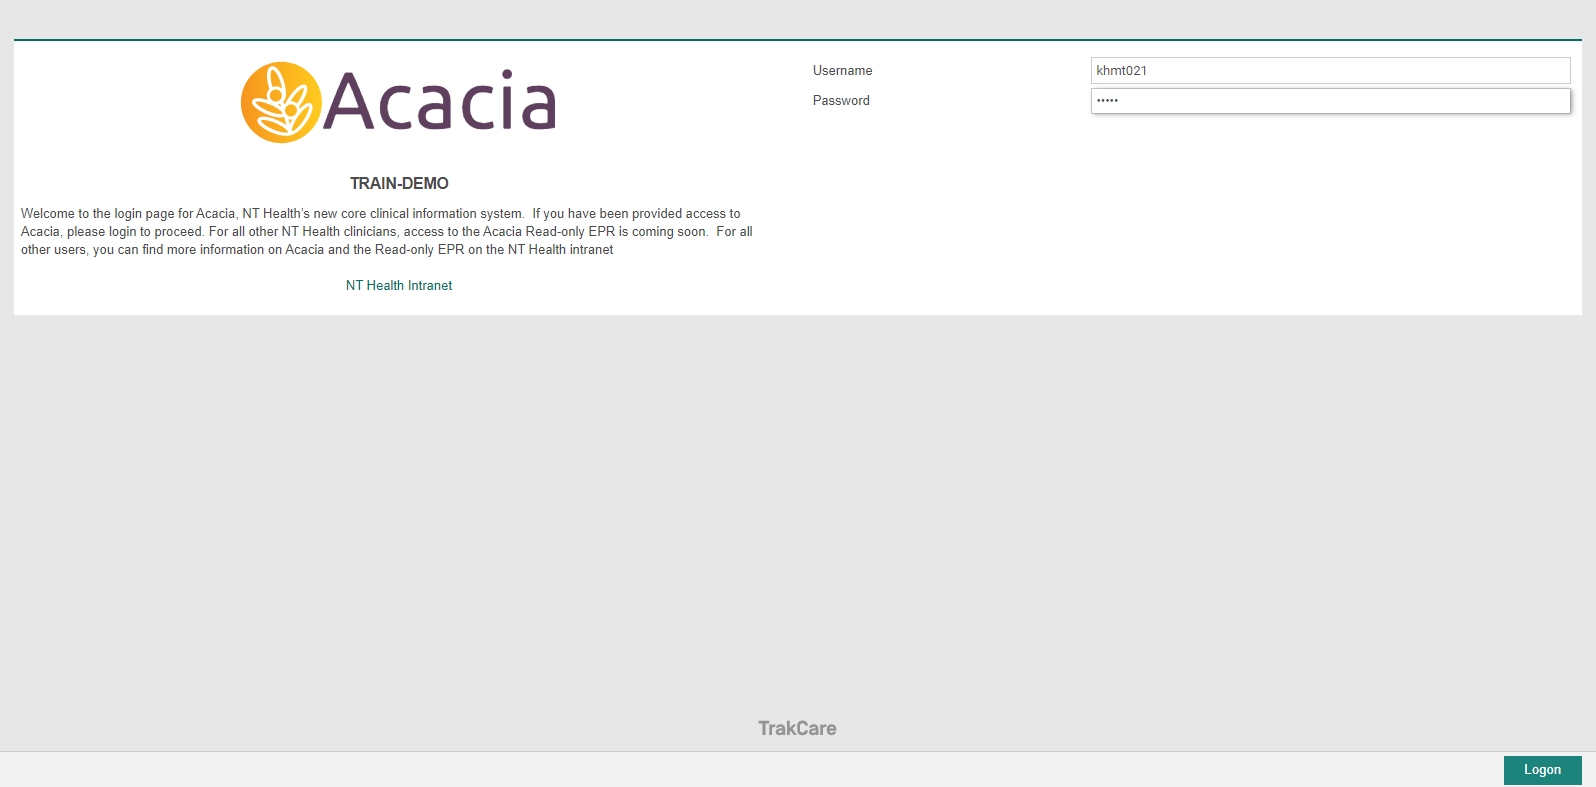 Acacia
TRAIN-DEMO
Welcome to the login page for Acacia, NT Health's new core clinical information system.  If you have been provided access to
Acacia, please login to proceed. For all other NT Health clinicians, access to the Acacia Read-only EPR is coming soon.  For all
other users, you can find more information on Acacia and the Read-only EPR on the NT Health intranet
NT Health Intranet
Username
khmt021
Password
•••••
TrakCare
Logon